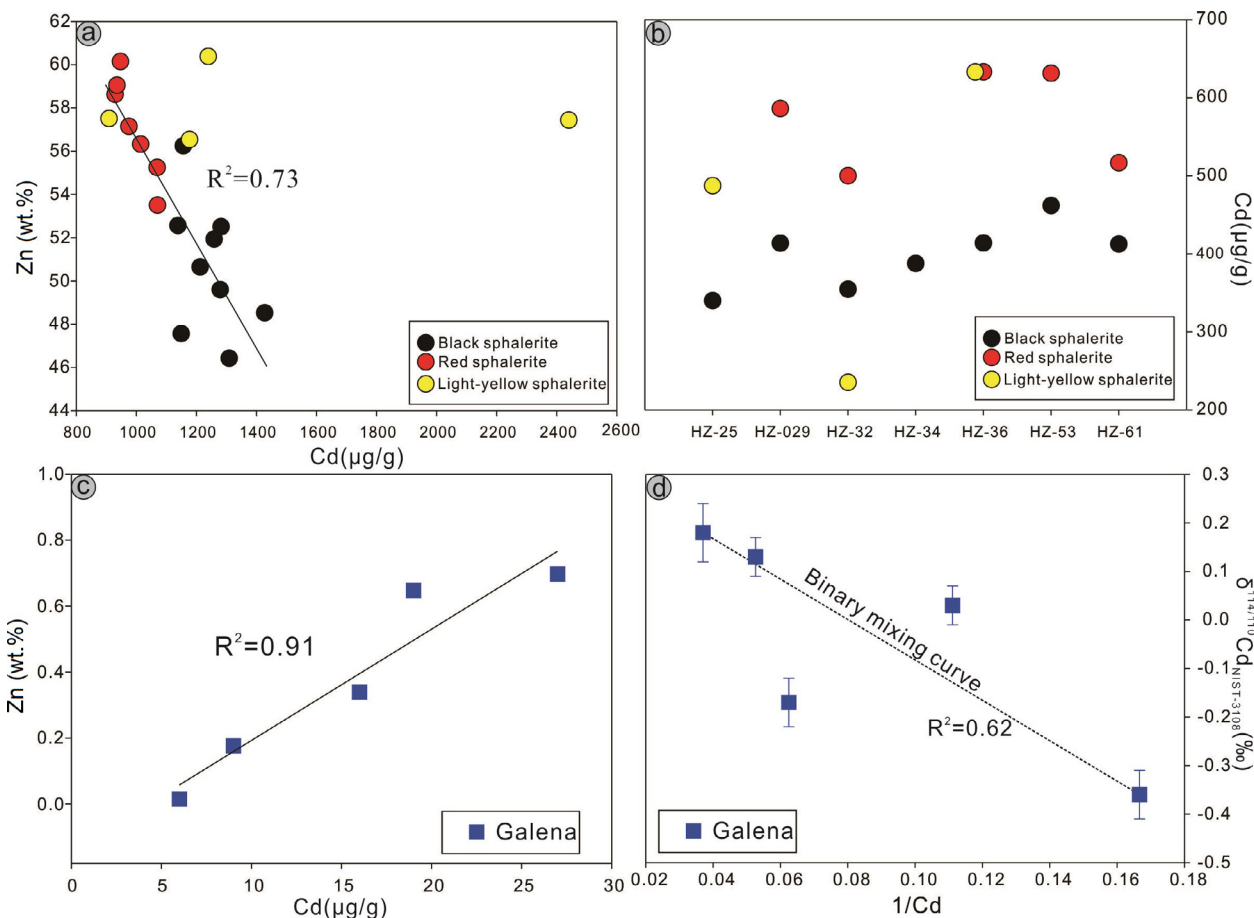 a
62
60
58
56
54
52
50
48
46
44
Zn (wt.%)
R²=0.73
Black sphalerite
Red sphalerite
Light-yellow sphalerite
800 1000 1200 1400 1600 1800 2000 2200 2400 2600
Cd(μg/g)
b
700
600
500
400
300
200
Cd(μg/g)
Black sphalerite
Red sphalerite
Light-yellow sphalerite
HZ-25 HZ-029 HZ-32 HZ-34 HZ-36 HZ-53 HZ-61
c
1.0
0.8
0.6
0.4
0.2
0.0
Zn (wt.%)
R²=0.91
Galena
0 5 10 15 20 25 30
Cd(μg/g)
d
0.3
0.2
0.1
0.0
-0.1
-0.2
-0.3
-0.4
-0.5
δ114/110CdNIST-3108(‰)
Binary mixing curve
R²=0.62
Galena
0.02 0.04 0.06 0.08 0.10 0.12 0.14 0.16 0.18
1/Cd